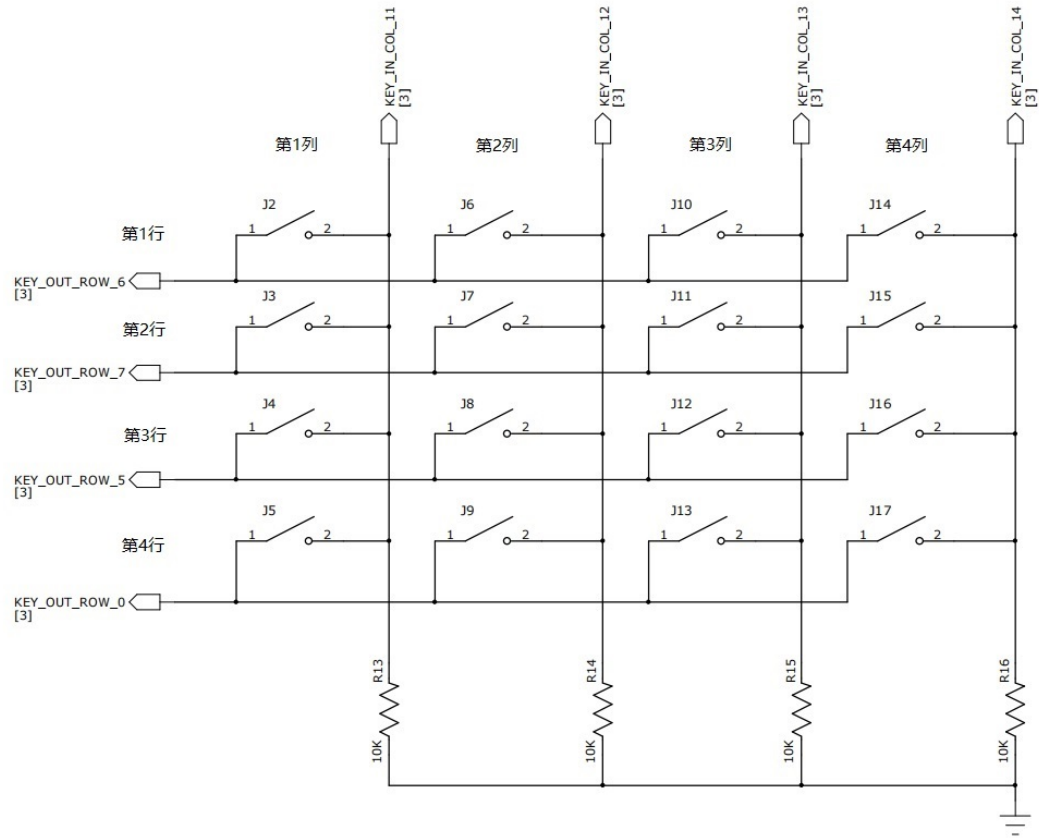 KEY_IN_COL_11
[3]
KEY_IN_COL_12
[3]
KEY_IN_COL_13
[3]
KEY_IN_COL_14
[3]
第1列 第2列 第3列 第4列
J2 J6 J10 J14
第1行
1 2 1 2 1 2 1 2
KEY_OUT_ROW_6
[3]
J3 J7 J11 J15
第2行
1 2 1 2 1 2 1 2
KEY_OUT_ROW_7
[3]
J4 J8 J12 J16
第3行
1 2 1 2 1 2 1 2
KEY_OUT_ROW_5
[3]
J5 J9 J13 J17
第4行
1 2 1 2 1 2 1 2
KEY_OUT_ROW_0
[3]
R13 R14 R15 R16
10K 10K 10K 10K